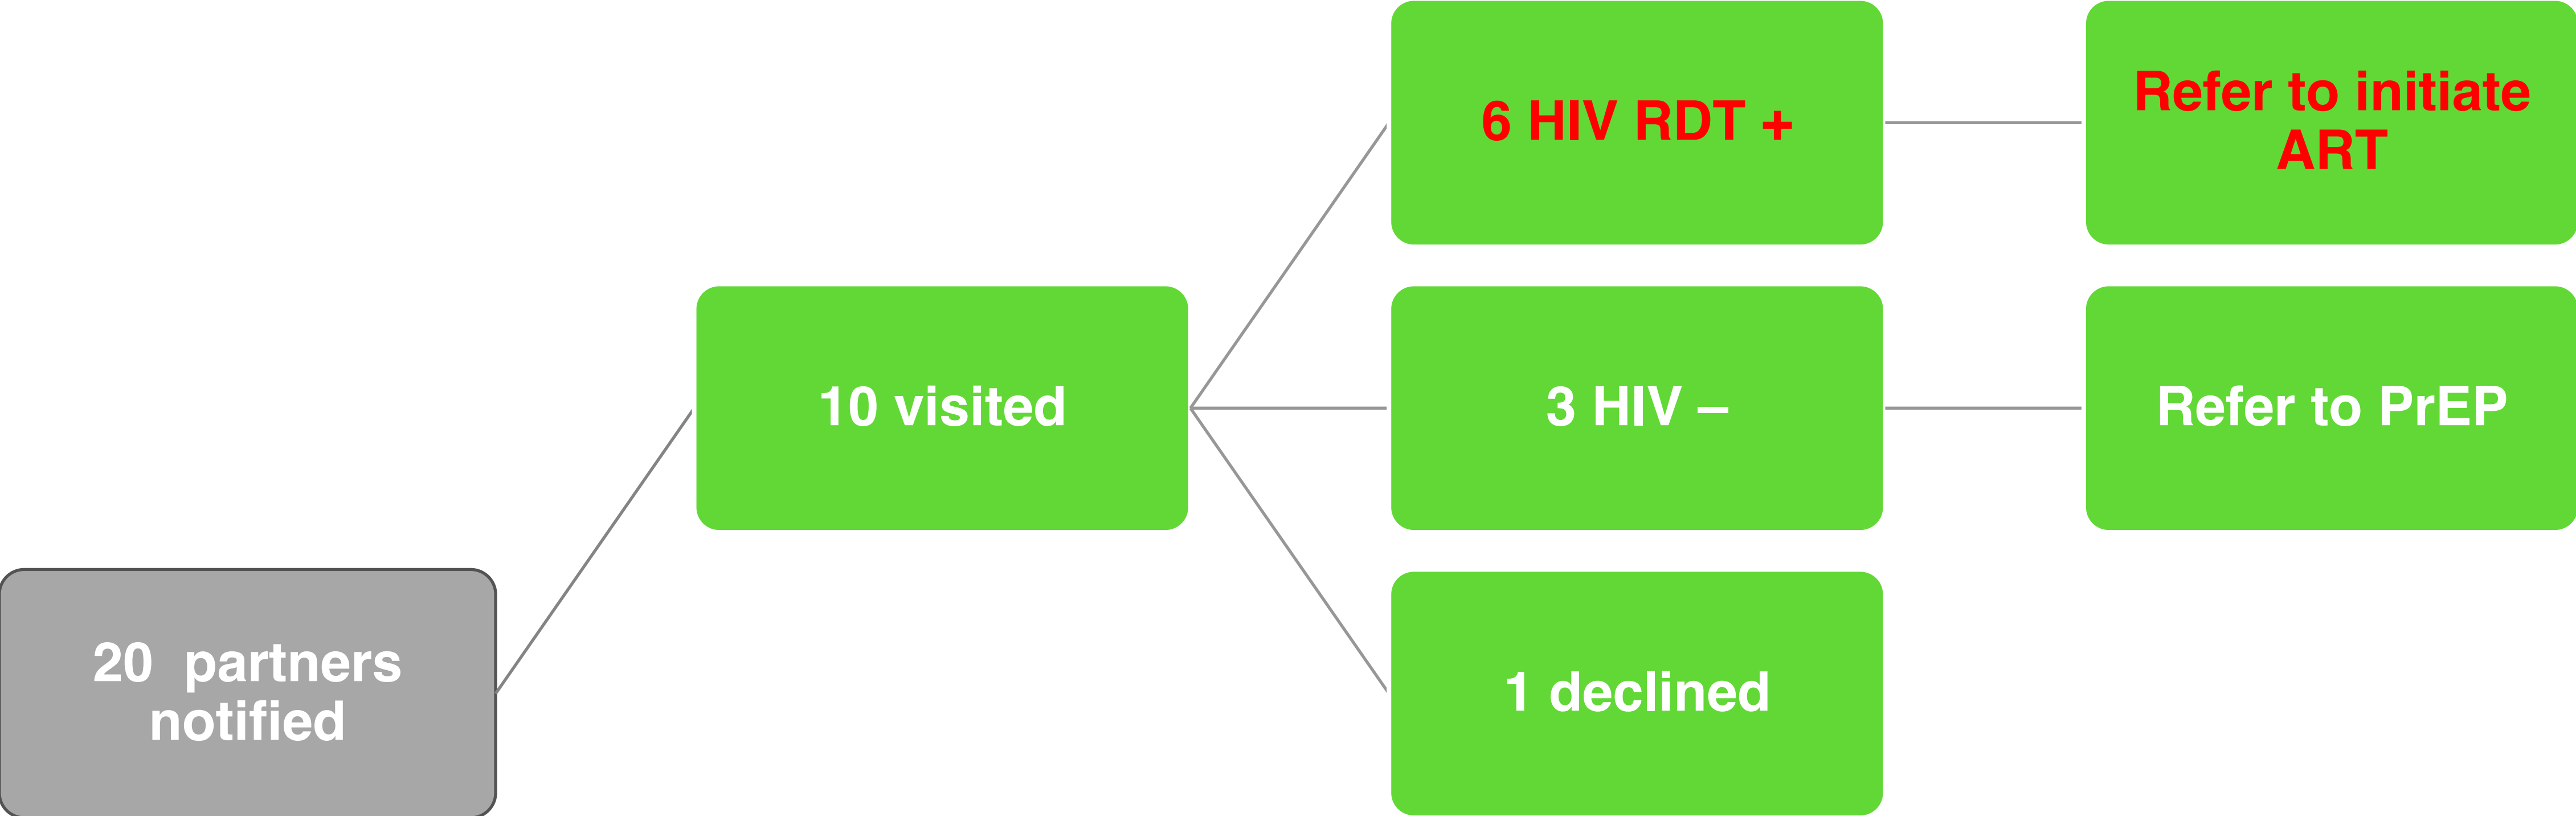 6 HIV RDT +
Refer to initiate
ART
10 visited
3 HIV –
Refer to PrEP
20 partners
notified
1 declined